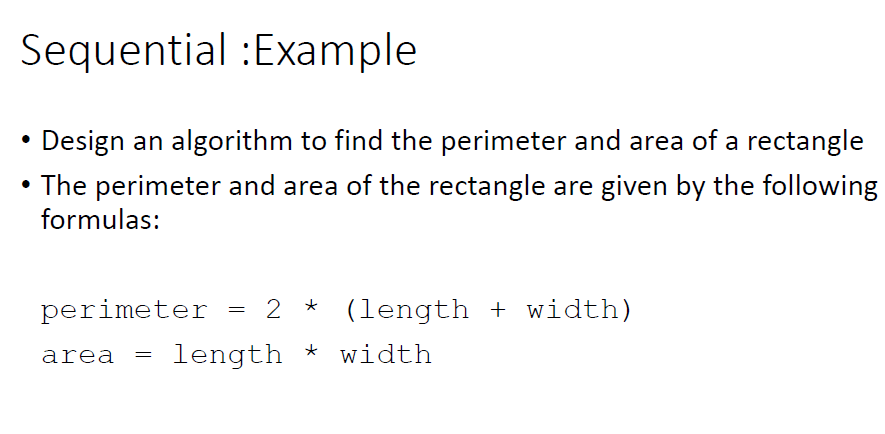 Sequential :Example
• Design an algorithm to find the perimeter and area of a rectangle
• The perimeter and area of the rectangle are given by the following
formulas:
perimeter = 2 * (length + width)
area = length * width